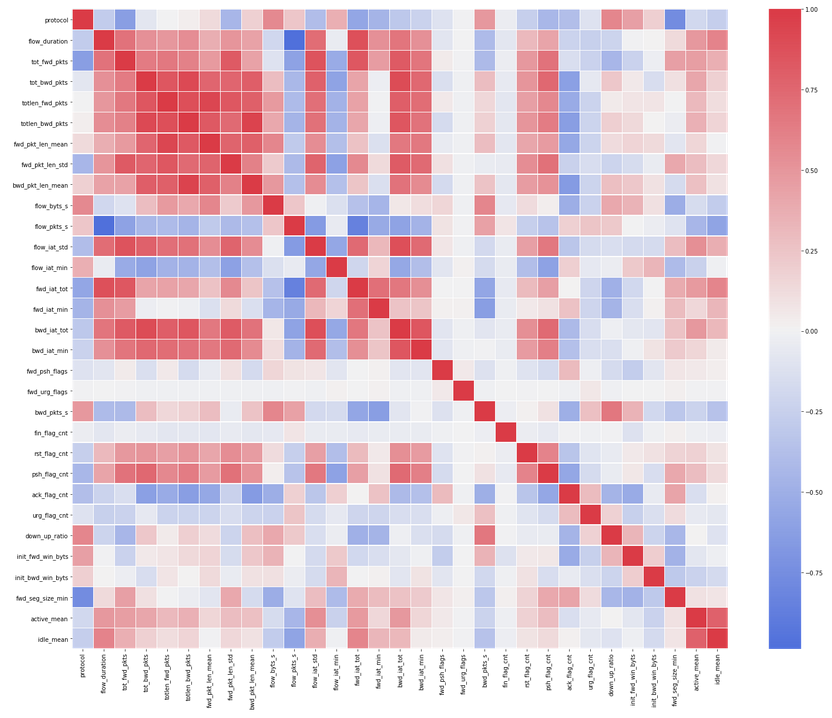 protocol
flow_duration
tot_fwd_pkts
tot_bwd_pkts
totlen_fwd_pkts
totlen_bwd_pkts
fwd_pkt_len_mean
fwd_pkt_len_std
bwd_pkt_len_mean
flow_byts_s
flow_pkts_s
flow_iat_std
flow_iat_min
fwd_iat_tot
fwd_iat_min
bwd_iat_tot
bwd_iat_min
fwd_psh_flags
fwd_urg_flags
bwd_pkts_s
fin_flag_cnt
rst_flag_cnt
psh_flag_cnt
ack_flag_cnt
urg_flag_cnt
down_up_ratio
init_fwd_win_byts
init_bwd_win_byts
fwd_seg_size_min
active_mean
idle_mean
protocol
flow_duration
tot_fwd_pkts
tot_bwd_pkts
totlen_fwd_pkts
totlen_bwd_pkts
fwd_pkt_len_mean
fwd_pkt_len_std
bwd_pkt_len_mean
flow_byts_s
flow_pkts_s
flow_iat_std
flow_iat_min
fwd_iat_tot
fwd_iat_min
bwd_iat_tot
bwd_iat_min
fwd_psh_flags
fwd_urg_flags
bwd_pkts_s
fin_flag_cnt
rst_flag_cnt
psh_flag_cnt
ack_flag_cnt
urg_flag_cnt
down_up_ratio
init_fwd_win_byts
init_bwd_win_byts
fwd_seg_size_min
active_mean
idle_mean
1.00
0.75
0.50
0.25
0.00
-0.25
-0.50
-0.75